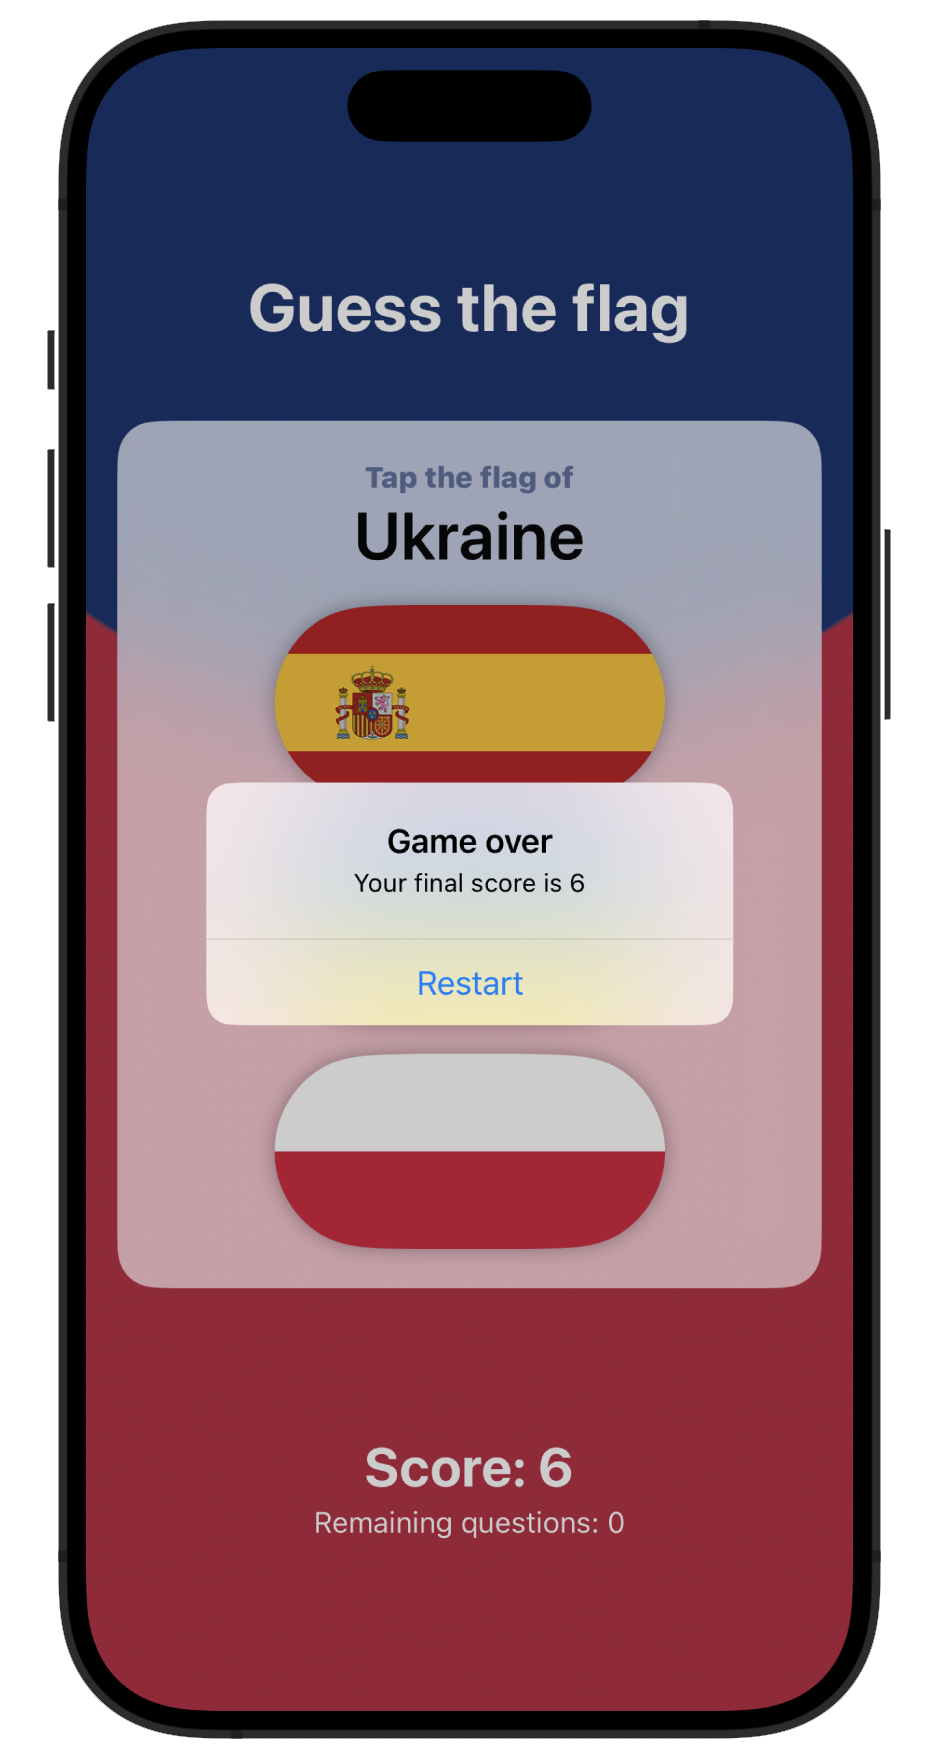 Guess the flag
Tap the flag of
Ukraine
Game over
Your final score is 6
Restart
Score: 6
Remaining questions: 0